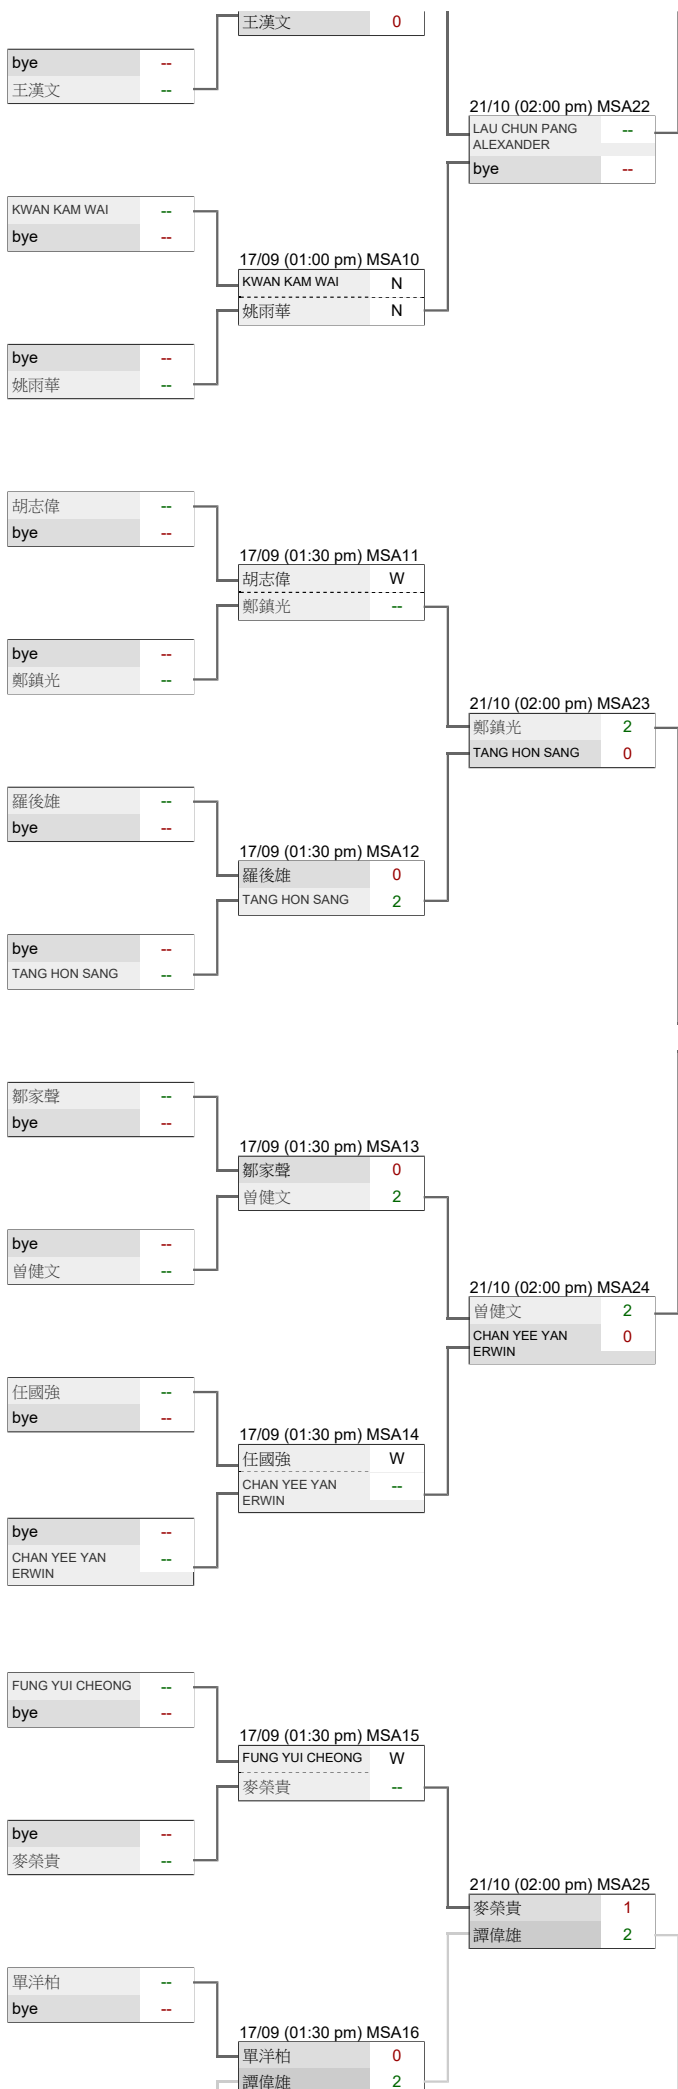 王漢文 0
bye --
王漢文 --
21/10 (02:00 pm) MSA22
LAU CHUN PANG --
ALEXANDER
bye --
KWAN KAM WAI --
bye --
17/09 (01:00 pm) MSA10
KWAN KAM WAI N
姚雨華 N
bye --
姚雨華 --
胡志偉 --
bye --
17/09 (01:30 pm) MSA11
胡志偉 W
鄭鎮光 --
bye --
鄭鎮光 --
21/10 (02:00 pm) MSA23
鄭鎮光 2
TANG HON SANG 0
羅後雄 --
bye --
17/09 (01:30 pm) MSA12
羅後雄 0
TANG HON SANG 2
bye --
TANG HON SANG --
鄒家聲 --
bye --
17/09 (01:30 pm) MSA13
鄒家聲 0
曾健文 2
bye --
曾健文 --
21/10 (02:00 pm) MSA24
曾健文 2
CHAN YEE YAN 0
ERWIN
任國強 --
bye --
17/09 (01:30 pm) MSA14
任國強 W
CHAN YEE YAN --
ERWIN
bye --
CHAN YEE YAN --
ERWIN
FUNG YUI CHEONG --
bye --
17/09 (01:30 pm) MSA15
FUNG YUI CHEONG W
麥榮貴 --
bye --
麥榮貴 --
21/10 (02:00 pm) MSA25
麥榮貴 1
譚偉雄 2
單洋柏 --
bye --
17/09 (01:30 pm) MSA16
單洋柏 0
譚偉雄 2